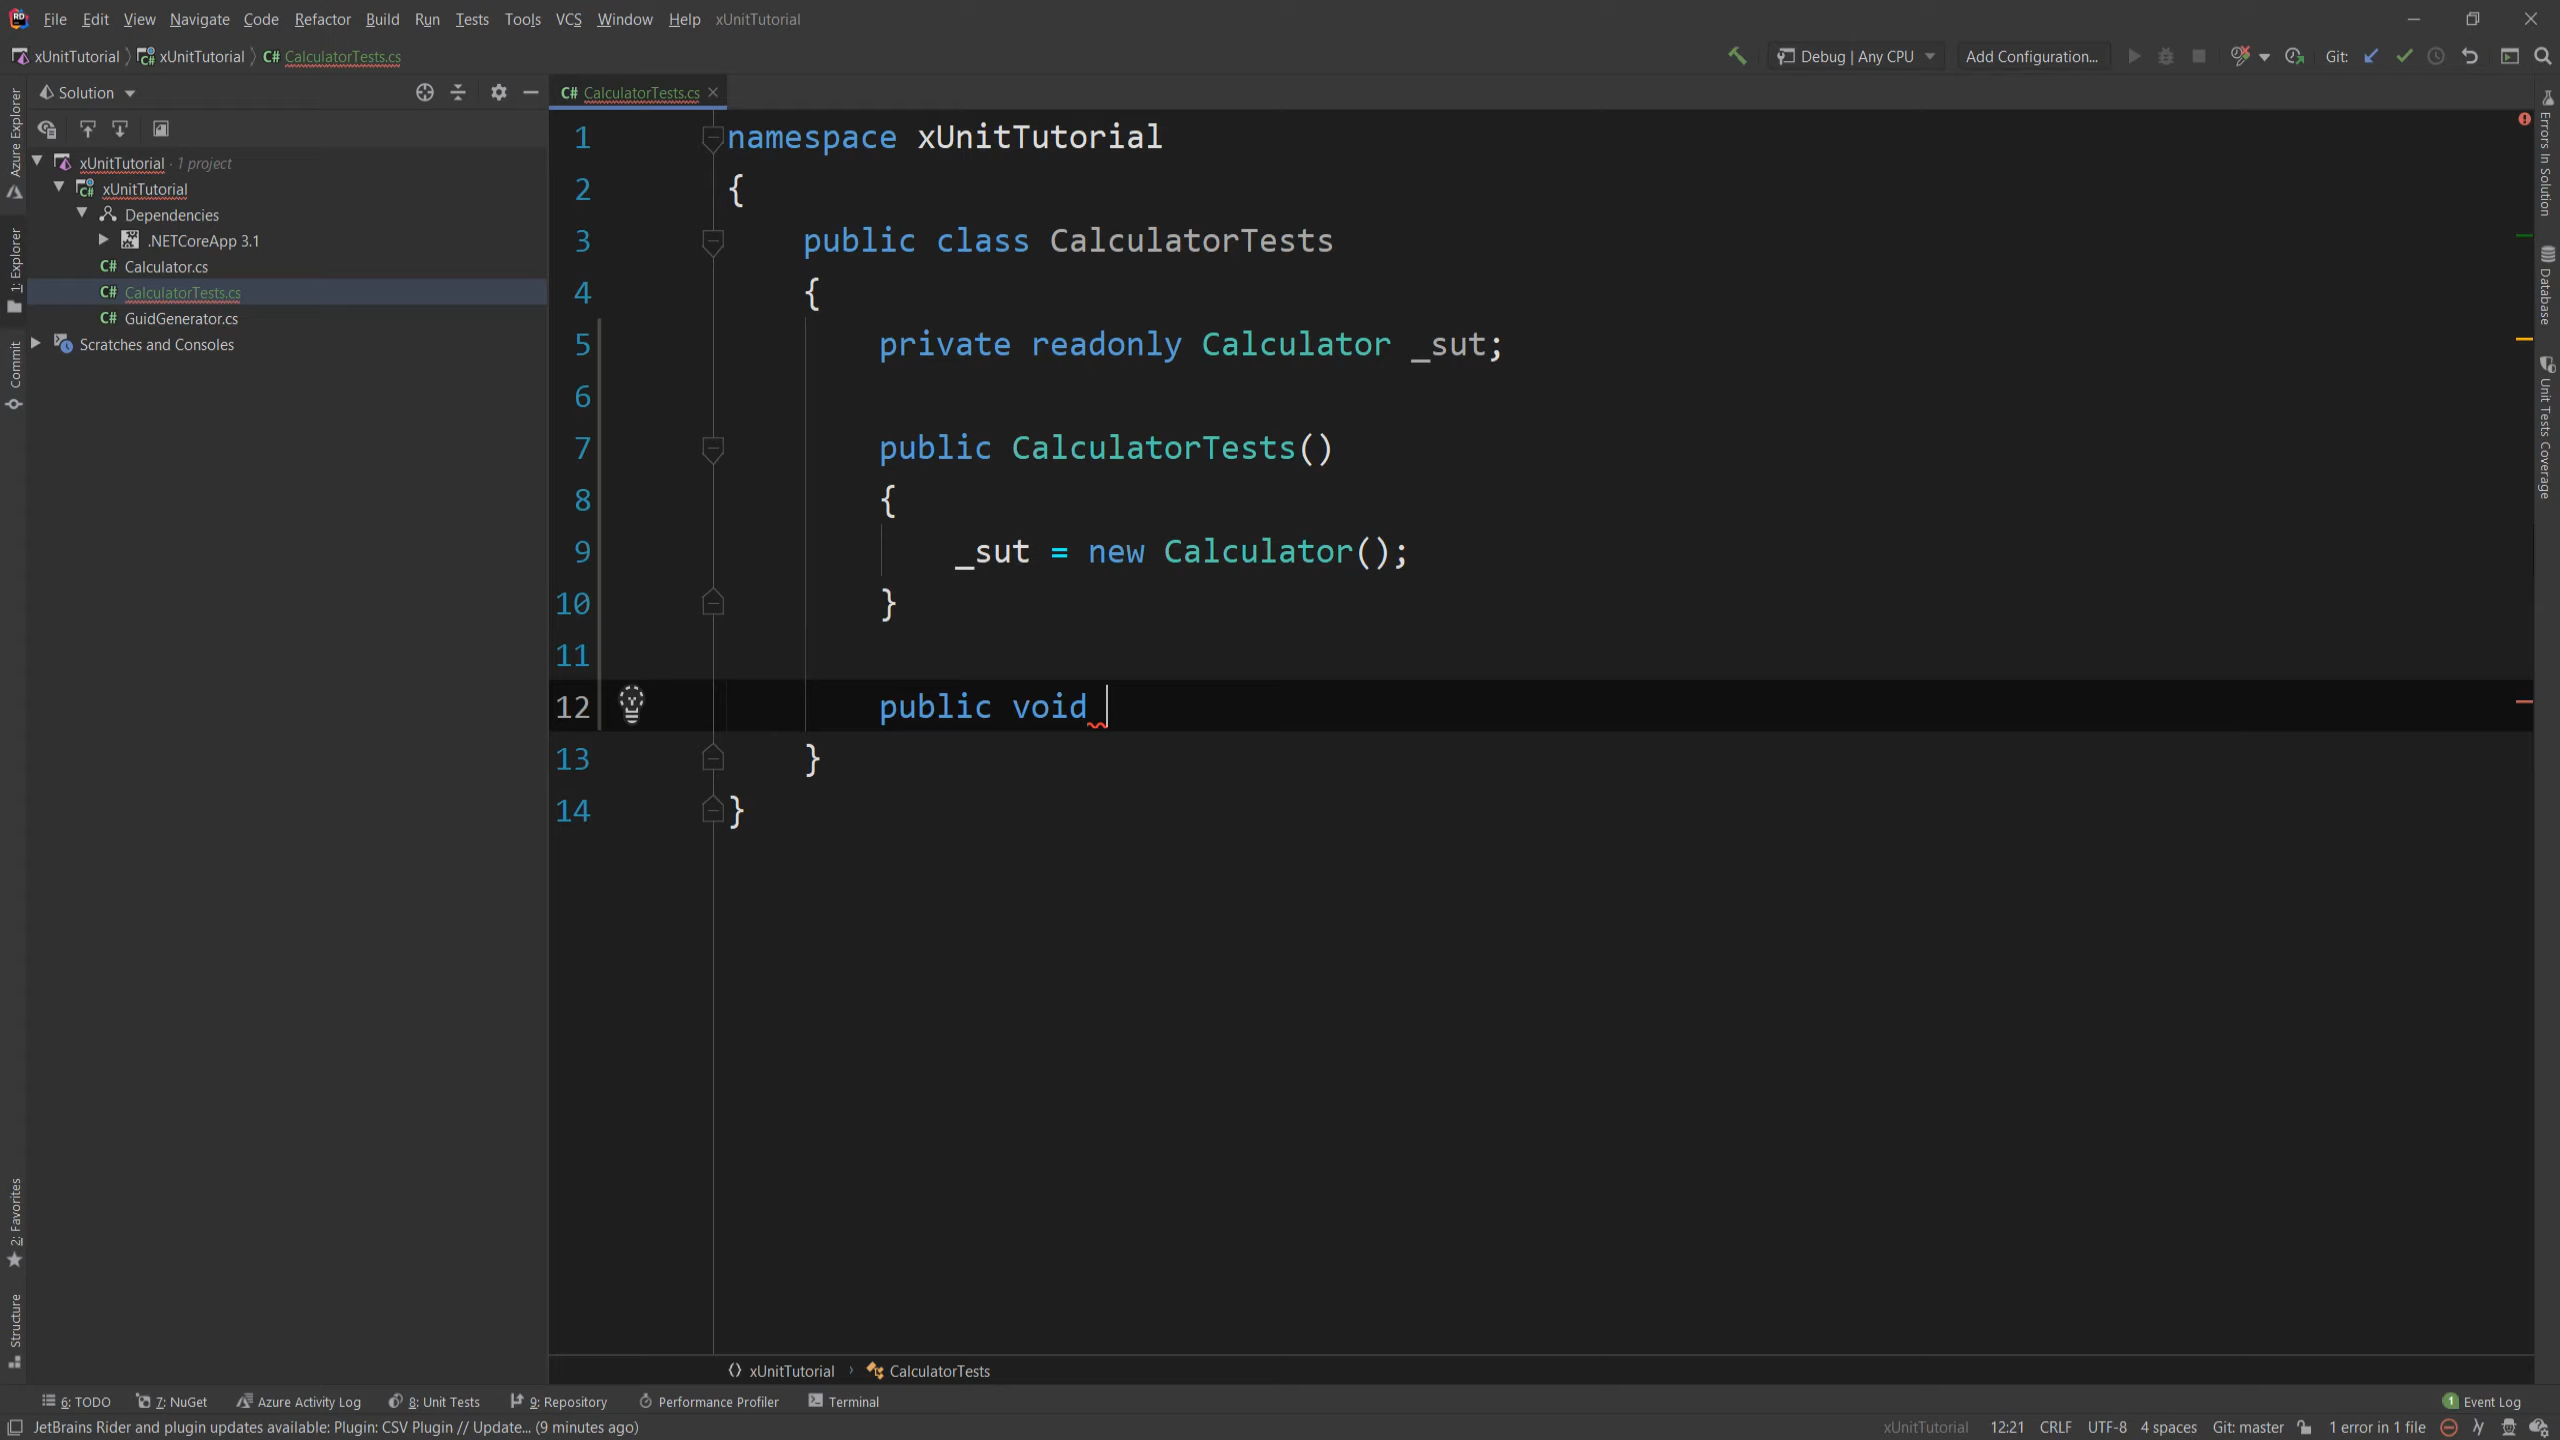 File Edit View Navigate Code Refactor Build Run Tests Tools VCS Window Help xUnitTutorial
xUnitTutorial xUnitTutorial C# CalculatorTests.cs Debug | Any CPU Add Configuration... Git:
Solution
C# CalculatorTests.cs
xUnitTutorial · 1 project
xUnitTutorial
Dependencies
.NETCoreApp 3.1
C# Calculator.cs
C# CalculatorTests.cs
C# GuidGenerator.cs
Scratches and Consoles
Azure Explorer
1: Explorer
Commit
2: Favorites
Structure
1 namespace xUnitTutorial
2 {
3 public class CalculatorTests
4 {
5 private readonly Calculator _sut;
6
7 public CalculatorTests()
8 {
9 _sut = new Calculator();
10 }
11
12 public void
13 }
14 }
Errors In Solution
Database
Unit Tests Coverage
xUnitTutorial CalculatorTests
6: TODO 7: NuGet Azure Activity Log 8: Unit Tests 9: Repository Performance Profiler Terminal 1 Event Log
JetBrains Rider and plugin updates available: Plugin: CSV Plugin // Update... (9 minutes ago) xUnitTutorial 12:21 CRLF UTF-8 4 spaces Git: master 1 error in 1 file